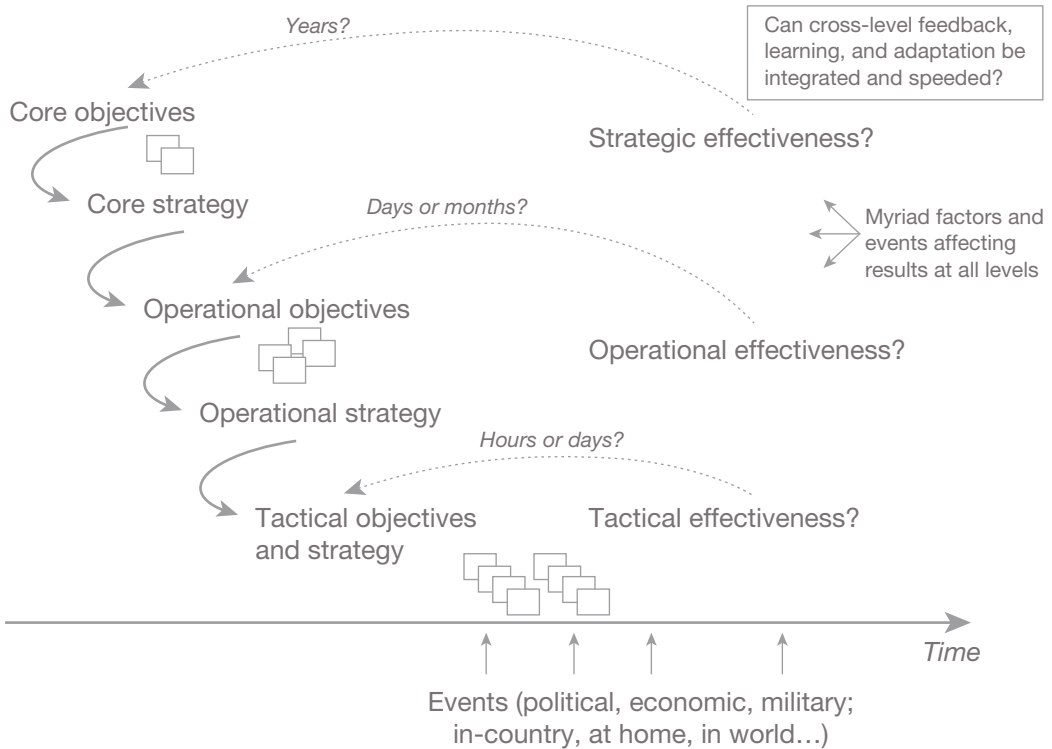 Years?
Can cross-level feedback,
learning, and adaptation be
integrated and speeded?
Core objectives
Strategic effectiveness?
Core strategy
Days or months?
Myriad factors and
events affecting
results at all levels
Operational objectives
Operational effectiveness?
Operational strategy
Hours or days?
Tactical objectives
and strategy
Tactical effectiveness?
Time
Events (political, economic, military;
in-country, at home, in world…)